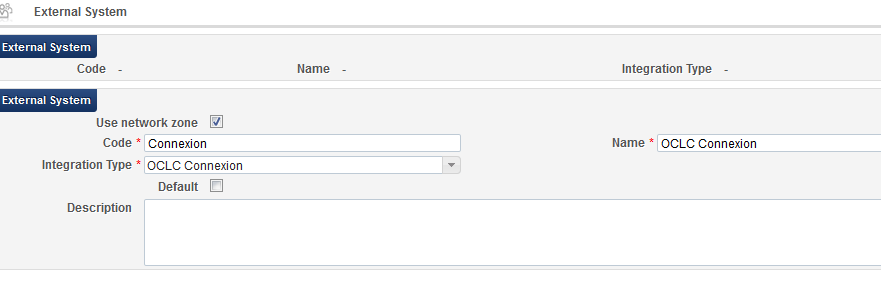 External System
External System
Code - Name - Integration Type -
External System
Use network zone
Code * Connexion Name * OCLC Connexion
Integration Type * OCLC Connexion
Default
Description